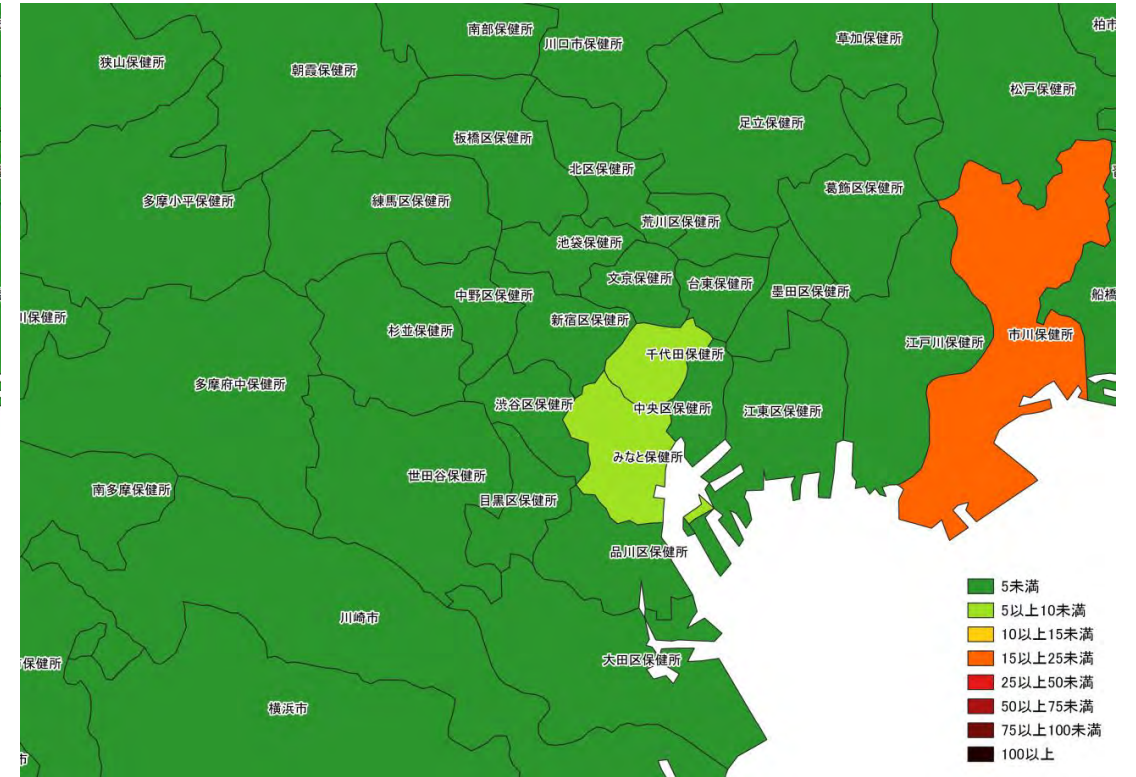 南部保健所
川口市保健所
草加保健所
柏市
狭山保健所
朝霞保健所
松戸保健所
板橋区保健所
足立保健所
北区保健所
葛飾区保健所
多摩小平保健所
練馬区保健所
荒川区保健所
池袋保健所
文京保健所
台東保健所
墨田区保健所
中野区保健所
船橋
川保健所
杉並保健所
新宿区保健所
江戸川保健所
市川保健所
千代田保健所
多摩府中保健所
渋谷区保健所
中央区保健所
江東区保健所
みなと保健所
世田谷保健所
南多摩保健所
目黒区保健所
品川区保健所
川崎市
保健所
大田区保健所
横浜市
市
5未満
5以上10未満
10以上15未満
15以上25未満
25以上50未満
50以上75未満
75以上100未満
100以上